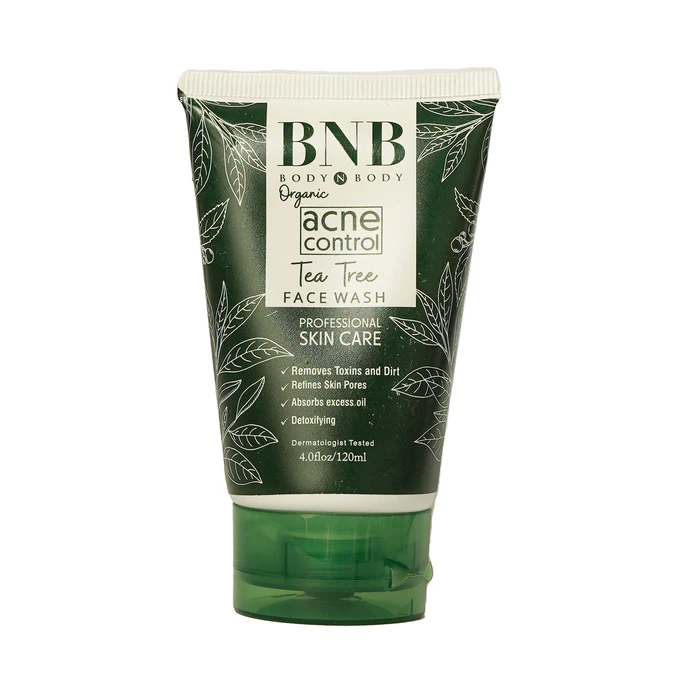 BNB
BODY N BODY
Organic
acne
control
Tea Tree
FACE WASH
PROFESSIONAL
SKIN CARE
✓ Removes Toxins and Dirt
✓ Refines Skin Pores
✓ Absorbs excess.oil
✓ Detoxifying
Dermatologist Tested
4.0floz/120ml